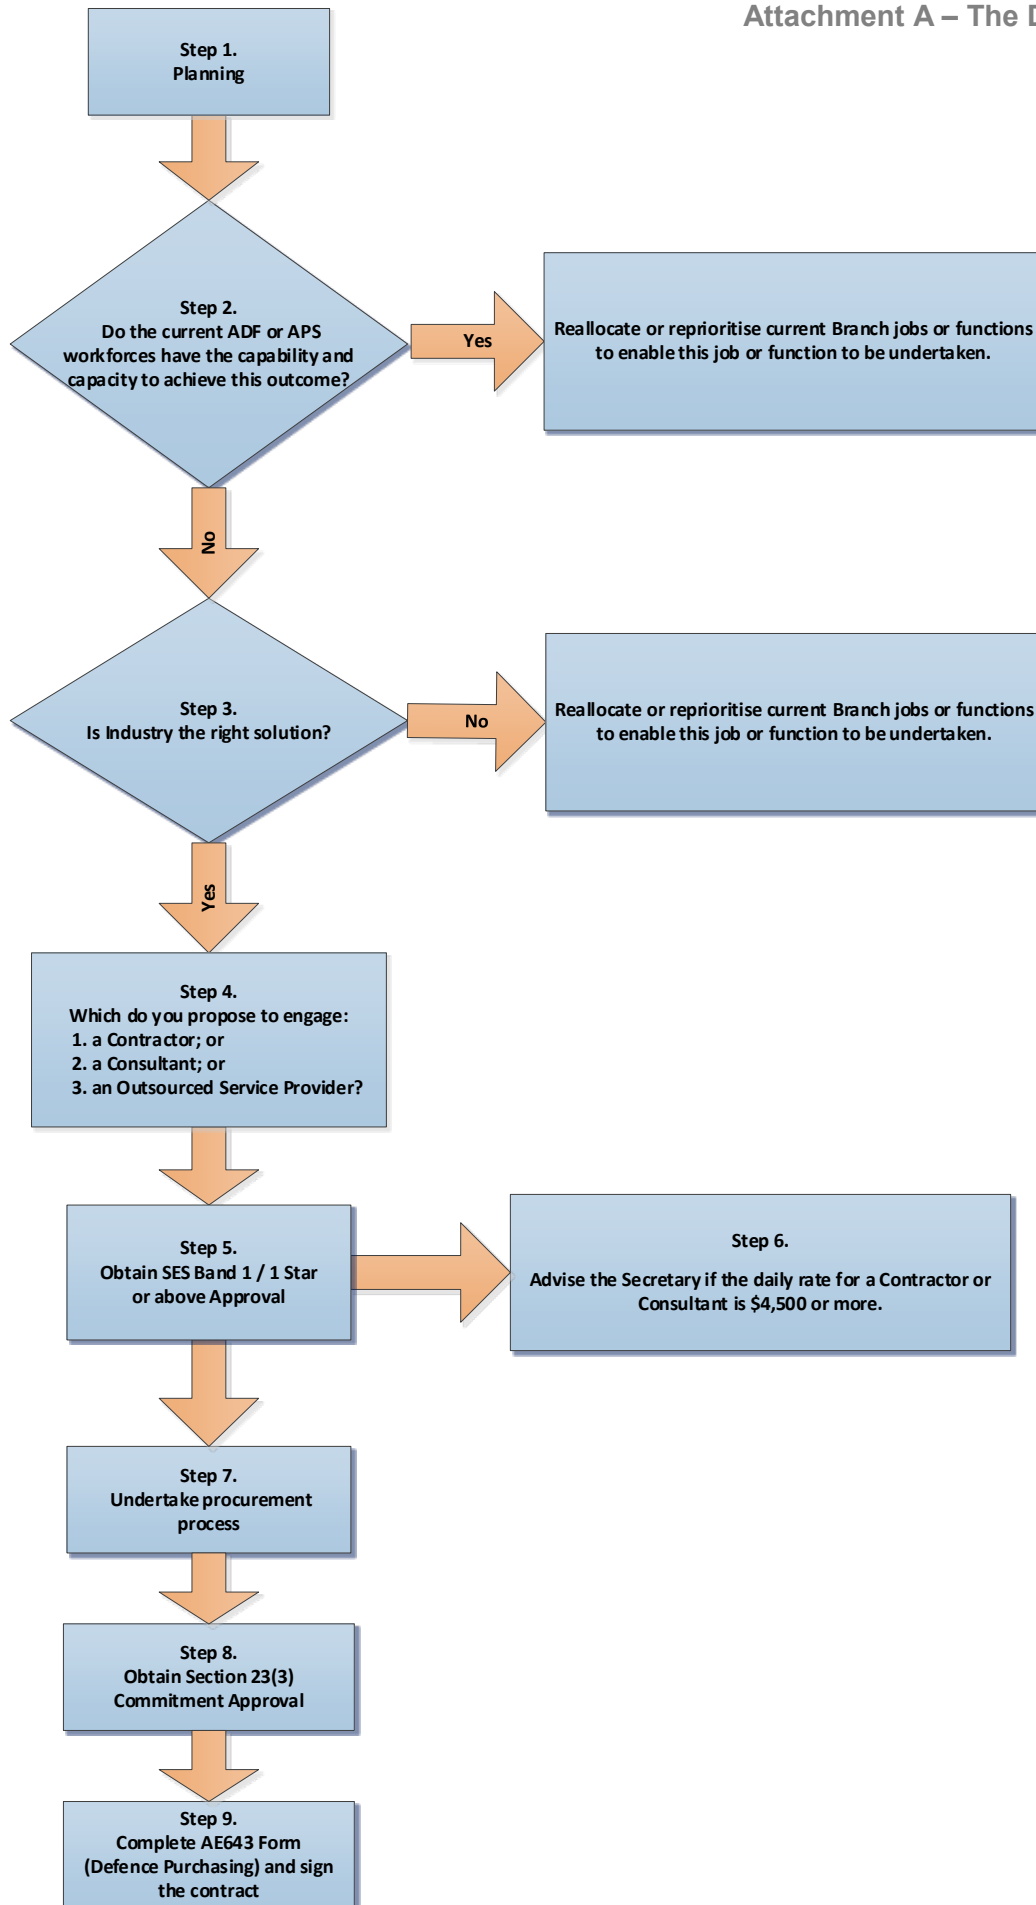 Attachment A – The D
Step 1.
Planning
Step 2.
Do the current ADF or APS
workforces have the capability and
capacity to achieve this outcome?
Yes
Reallocate or reprioritise current Branch jobs or functions
to enable this job or function to be undertaken.
No
Step 3.
Is Industry the right solution?
No
Reallocate or reprioritise current Branch jobs or functions
to enable this job or function to be undertaken.
Yes
Step 4.
Which do you propose to engage:
1. a Contractor; or
2. a Consultant; or
3. an Outsourced Service Provider?
Step 5.
Obtain SES Band 1 / 1 Star
or above Approval
Step 6.
Advise the Secretary if the daily rate for a Contractor or
Consultant is $4,500 or more.
Step 7.
Undertake procurement
process
Step 8.
Obtain Section 23(3)
Commitment Approval
Step 9.
Complete AE643 Form
(Defence Purchasing) and sign
the contract